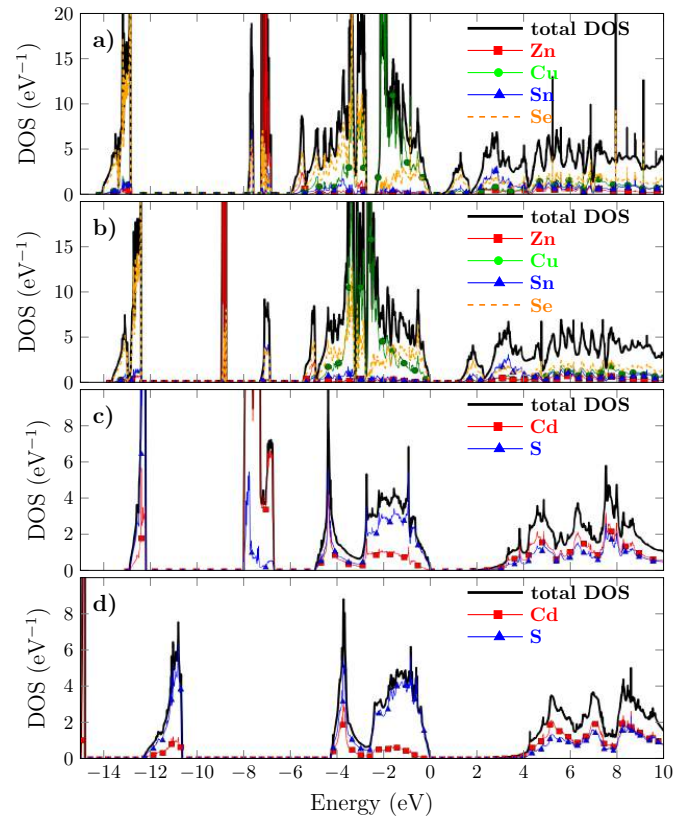 20
15
10
5
0
DOS (eV−1)
a)
total DOS
Zn
Cu
Sn
Se
15
10
5
0
DOS (eV−1)
b)
total DOS
Zn
Cu
Sn
Se
8
6
4
2
0
DOS (eV−1)
c)
total DOS
Cd
S
8
6
4
2
0
DOS (eV−1)
d)
total DOS
Cd
S
−14 −12 −10 −8 −6 −4 −2 0 2 4 6 8 10
Energy (eV)